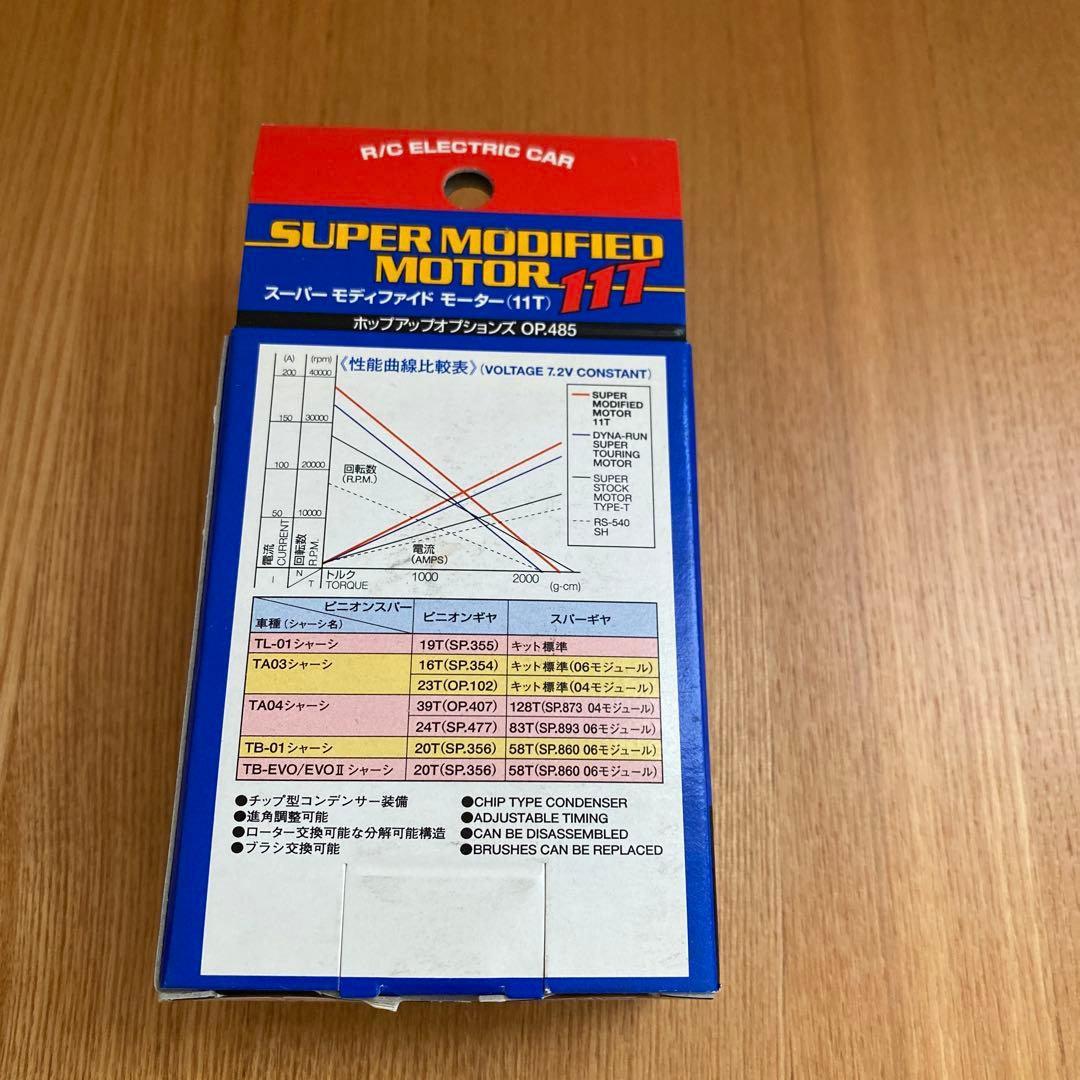 R/C ELECTRIC CAR
SUPER MODIFIED
MOTOR 11T
スーパー モディファイド モーター(11T)
ホップアップオプションズ OP.485
《性能曲線比較表》(VOLTAGE 7.2V CONSTANT)
(A) (rpm)
200 40000
150 30000
100 20000
50 10000
電流 CURRENT
回転数 R.P.M.
I N T
回転数
(R.P.M.)
電流
(AMPS)
トルク
TORQUE
1000 2000 (g-cm)
SUPER
MODIFIED
MOTOR
11T
DYNA-RUN
SUPER
TOURING
MOTOR
SUPER
STOCK
MOTOR
TYPE-T
RS-540
SH
ピニオンスパー ピニオンギヤ スパーギヤ
車種(シャーシ名)
TL-01シャーシ 19T(SP.355) キット標準
TA03シャーシ 16T(SP.354) キット標準(06モジュール)
23T(OP.102) キット標準(04モジュール)
TA04シャーシ 39T(OP.407) 128T(SP.873 04モジュール)
24T(SP.477) 83T(SP.893 06モジュール)
TB-01シャーシ 20T(SP.356) 58T(SP.860 06モジュール)
TB-EVO/EVOⅡシャーシ 20T(SP.356) 58T(SP.860 06モジュール)
●チップ型コンデンサー装備
●進角調整可能
●ローター交換可能な分解可能構造
●ブラシ交換可能
●CHIP TYPE CONDENSER
●ADJUSTABLE TIMING
●CAN BE DISASSEMBLED
●BRUSHES CAN BE REPLACED